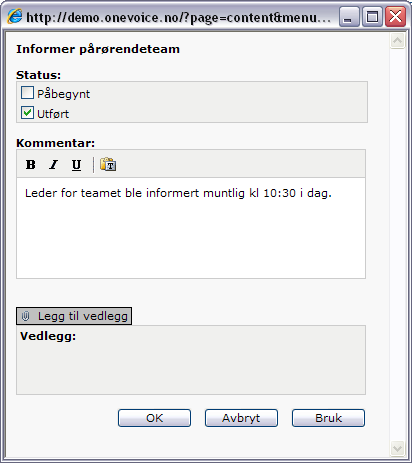 http://demo.onevoice.no/?page=content&menu...
Informer pårørendeteam
Status:
Påbegynt
Utført
Kommentar:
B I U T
Leder for teamet ble informert muntlig kl 10:30 i dag.
Legg til vedlegg
Vedlegg:
OK Avbryt Bruk